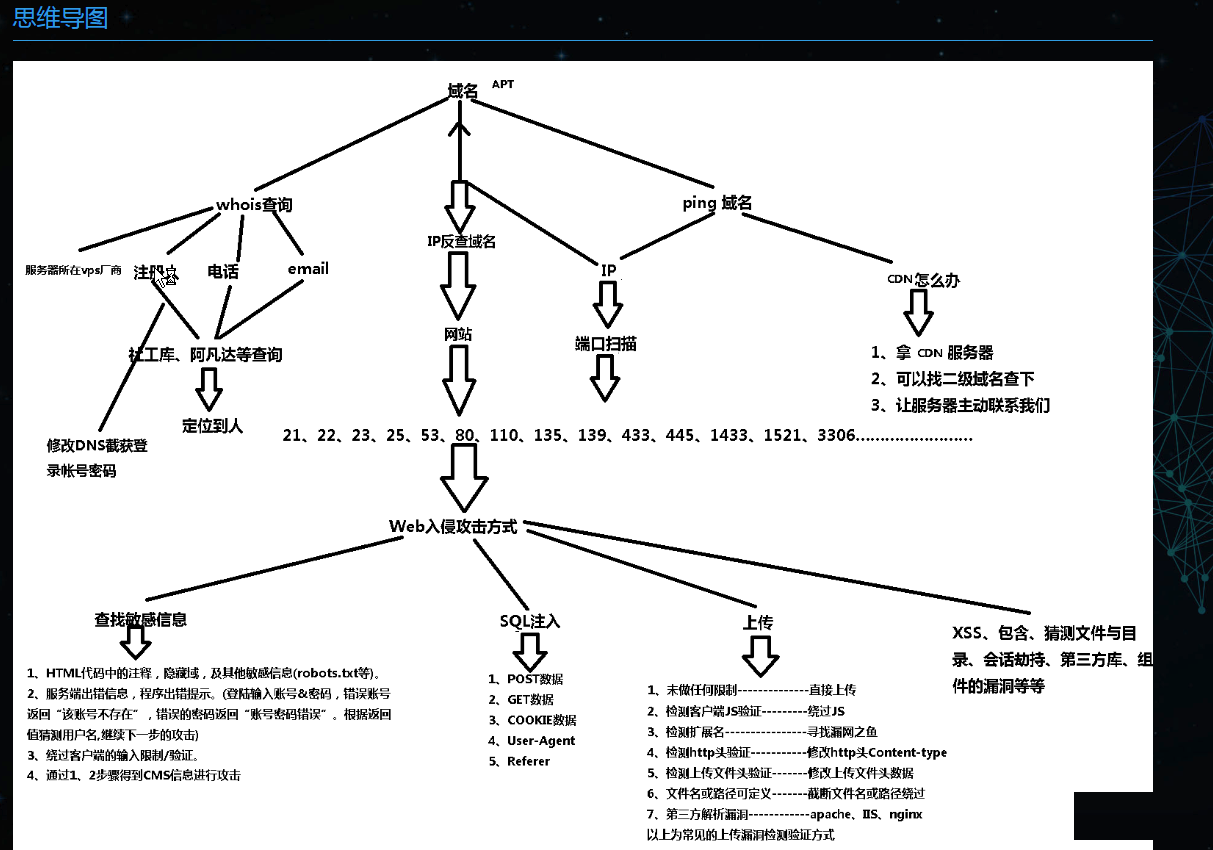 思维导图
域名
APT
whois查询
ping 域名
IP反查域名
服务器所在vps厂商
电话
email
IP
CDN怎么办
网站
端口扫描
社工库、阿凡达等查询
1、拿 CDN 服务器
2、可以找二级域名查下
3、让服务器主动联系我们
定位到人
修改DNS截获登
录帐号密码
21、22、23、25、53、80、110、135、139、433、445、1433、1521、3306........................
Web入侵攻击方式
查找敏感信息
SQL注入
上传
XSS、包含、猜测文件与目
录、会话劫持、第三方库、组
件的漏洞等等
1、HTML代码中的注释，隐藏域，及其他敏感信息(robots.txt等)。
2、服务端出错信息，程序出错提示。(登陆输入账号&密码，错误账号
返回“该账号不存在”，错误的密码返回“账号密码错误”。根据返回
值猜测用户名,继续下一步的攻击)
3、绕过客户端的输入限制/验证。
4、通过1、2步骤得到CMS信息进行攻击
1、POST数据
2、GET数据
3、COOKIE数据
4、User-Agent
5、Referer
1、未做任何限制--------------直接上传
2、检测客户端JS验证---------绕过JS
3、检测扩展名----------------寻找漏网之鱼
4、检测http头验证-----------修改http头Content-type
5、检测上传文件头验证-------修改上传文件头数据
6、文件名或路径可定义-------截断文件名或路径绕过
7、第三方解析漏洞------------apache、IIS、nginx
以上为常见的上传漏洞检测验证方式